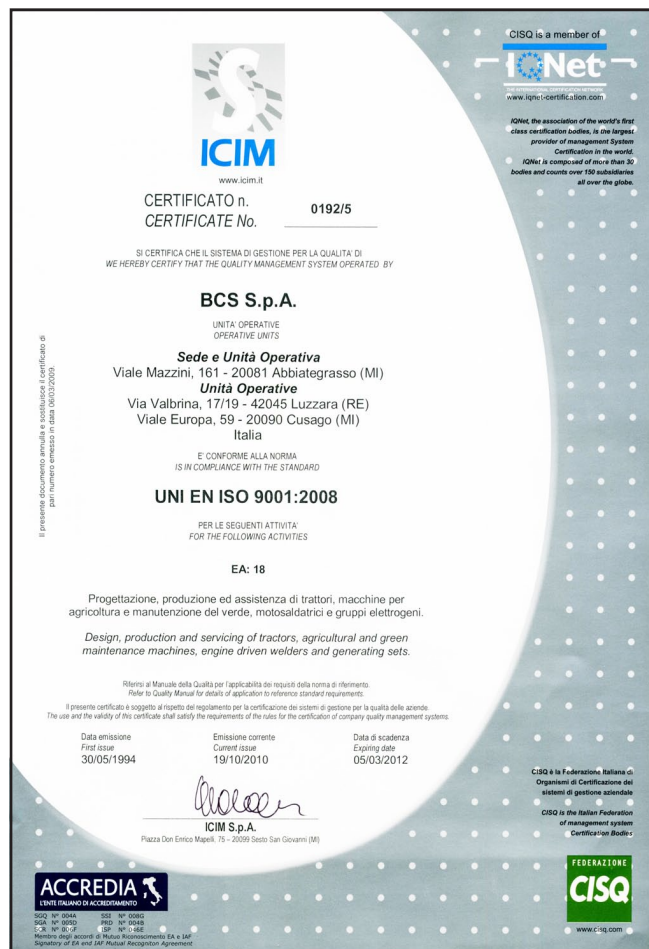 ICIM
www.icim.it
CERTIFICATO n.
CERTIFICATE No.
0192/5
CISQ is a member of
IQNet
THE INTERNATIONAL CERTIFICATION NETWORK
www.iqnet-certification.com
IQNet, the association of the world's first
class certification bodies, is the largest
provider of management System
Certification in the world.
IQNet is composed of more than 30
bodies and counts over 150 subsidiaries
all over the globe.
SI CERTIFICA CHE IL SISTEMA DI GESTIONE PER LA QUALITA' DI
WE HEREBY CERTIFY THAT THE QUALITY MANAGEMENT SYSTEM OPERATED BY
BCS S.p.A.
UNITA' OPERATIVE
OPERATIVE UNITS
Sede e Unità Operativa
Viale Mazzini, 161 - 20081 Abbiategrasso (MI)
Unità Operative
Via Valbrina, 17/19 - 42045 Luzzara (RE)
Viale Europa, 59 - 20090 Cusago (MI)
Italia
E' CONFORME ALLA NORMA
IS IN COMPLIANCE WITH THE STANDARD
UNI EN ISO 9001:2008
PER LE SEGUENTI ATTIVITA'
FOR THE FOLLOWING ACTIVITIES
EA: 18
Progettazione, produzione ed assistenza di trattori, macchine per
agricoltura e manutenzione del verde, motosaldatrici e gruppi elettrogeni.
Design, production and servicing of tractors, agricultural and green
maintenance machines, engine driven welders and generating sets.
Riferirsi al Manuale della Qualità per l'applicabilità dei requisiti della norma di riferimento.
Refer to Quality Manual for details of application to reference standard requirements.
Il presente certificato è soggetto al rispetto del regolamento per la certificazione dei sistemi di gestione per la qualità delle aziende.
The use and the validity of this certificate shall satisfy the requirements of the rules for the certification of company quality management systems.
Data emissione
First issue
30/05/1994
Emissione corrente
Current issue
19/10/2010
Data di scadenza
Expiring date
05/03/2012
ICIM S.p.A.
Piazza Don Enrico Mapelli, 75 – 20099 Sesto San Giovanni (MI)
Il presente documento annulla e sostituisce il certificato di
pari numero emesso in data 06/03/2009.
CISQ è la Federazione Italiana di
Organismi di Certificazione dei
sistemi di gestione aziendale
CISQ is the Italian Federation
of management system
Certification Bodies
FEDERAZIONE
CISQ
www.cisq.com
ACCREDIA
L'ENTE ITALIANO DI ACCREDITAMENTO
SGQ N° 004A SSI N° 008G
SGA N° 005D PRD N° 004B
SCR N° 006F ISP N° 046E
Membro degli accordi di Mutuo Riconoscimento EA e IAF
Signatory of EA and IAF Mutual Recogniton Agreement